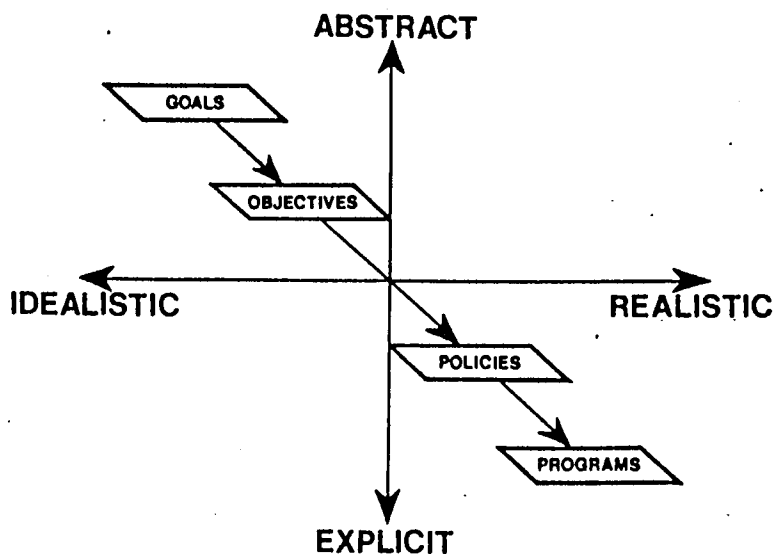 ABSTRACT
GOALS
OBJECTIVES
IDEALISTIC
REALISTIC
POLICIES
PROGRAMS
EXPLICIT